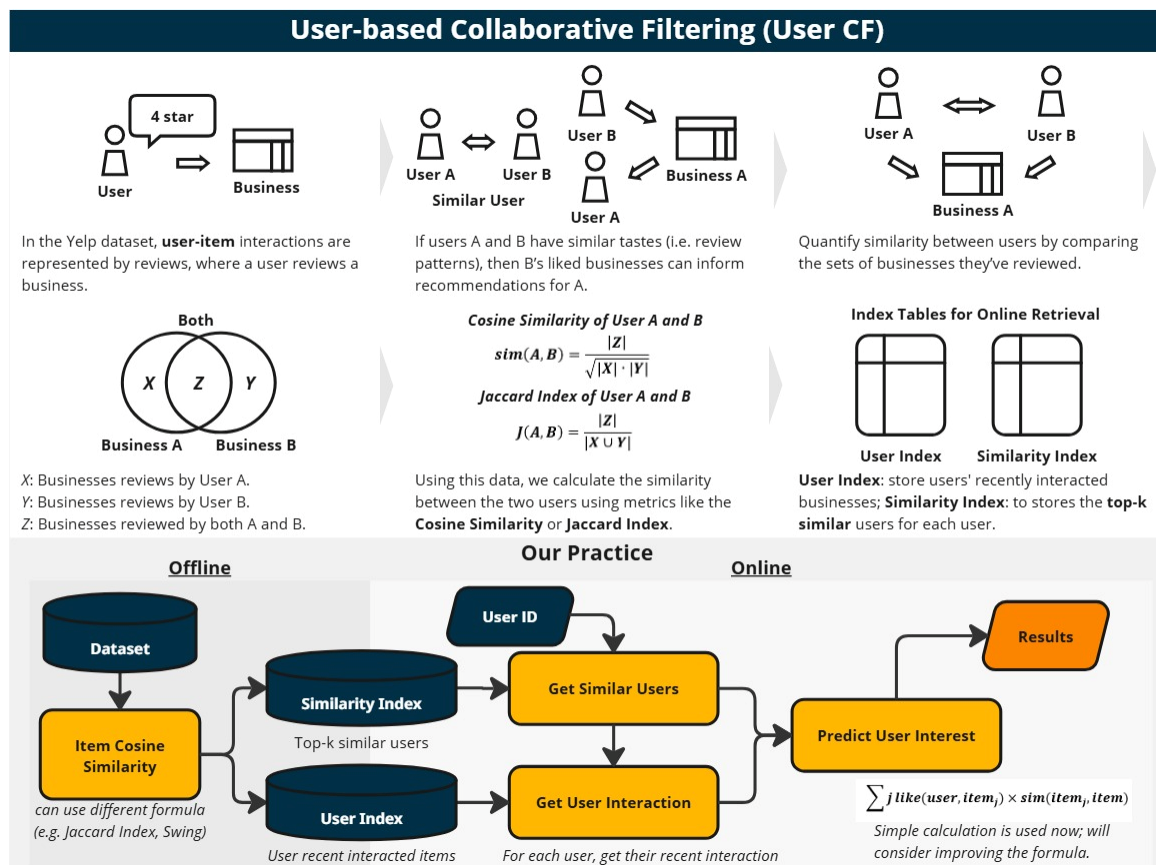 User-based Collaborative Filtering (User CF)
4 star
User
Business
In the Yelp dataset, user-item interactions are
represented by reviews, where a user reviews a
business.
User A
User B
Similar User
User B
User A
Business A
If users A and B have similar tastes (i.e. review
patterns), then B's liked businesses can inform
recommendations for A.
User A
User B
Business A
Quantify similarity between users by comparing
the sets of businesses they've reviewed.
Both
X
Z
Y
Business A
Business B
X: Businesses reviews by User A.
Y: Businesses reviews by User B.
Z: Businesses reviewed by both A and B.
Cosine Similarity of User A and B
sim(A, B) = |Z| / √|X| · |Y|
Jaccard Index of User A and B
J(A, B) = |Z| / |X ∪ Y|
Using this data, we calculate the similarity
between the two users using metrics like the
Cosine Similarity or Jaccard Index.
Index Tables for Online Retrieval
User Index
Similarity Index
User Index: store users' recently interacted
businesses; Similarity Index: to stores the top-k
similar users for each user.
Our Practice
Offline
Online
Dataset
Item Cosine
Similarity
can use different formula
(e.g. Jaccard Index, Swing)
Similarity Index
Top-k similar users
User Index
User recent interacted items
User ID
Get Similar Users
Get User Interaction
For each user, get their recent interaction
Predict User Interest
Results
∑ j like(user, item_j) × sim(item_j, item)
Simple calculation is used now; will
consider improving the formula.